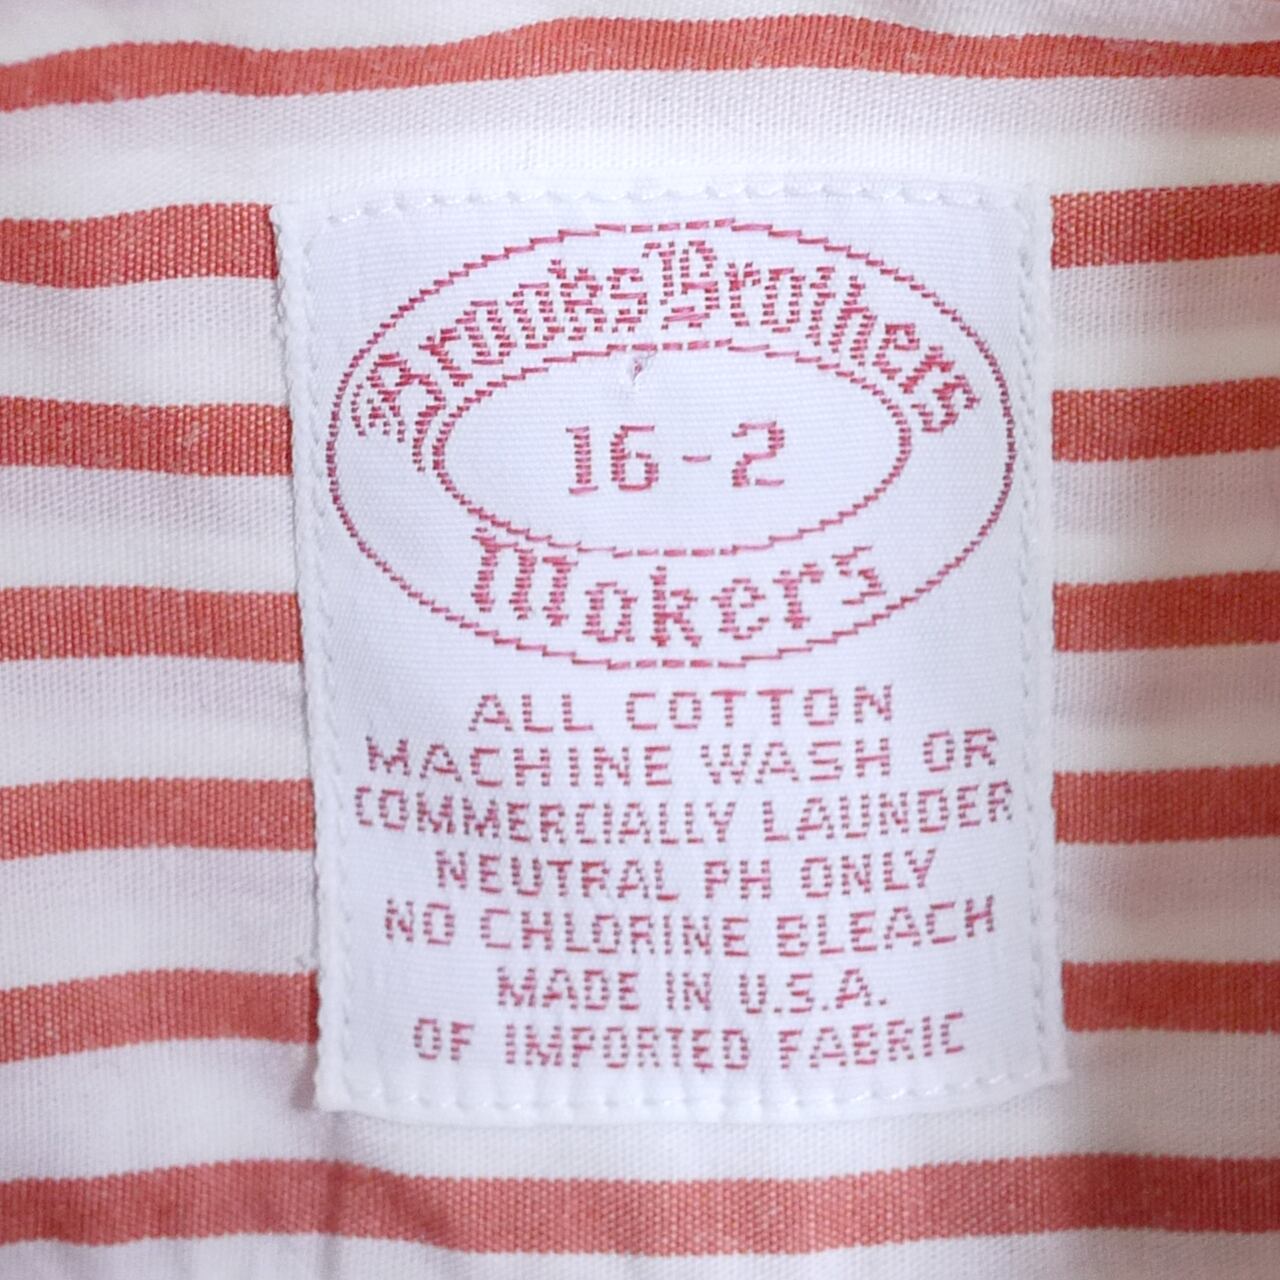 Brooks Brothers
16-2
Makers
ALL COTTON
MACHINE WASH OR
COMMERCIALLY LAUNDER
NEUTRAL PH ONLY
NO CHLORINE BLEACH
MADE IN U.S.A.
OF IMPORTED FABRIC